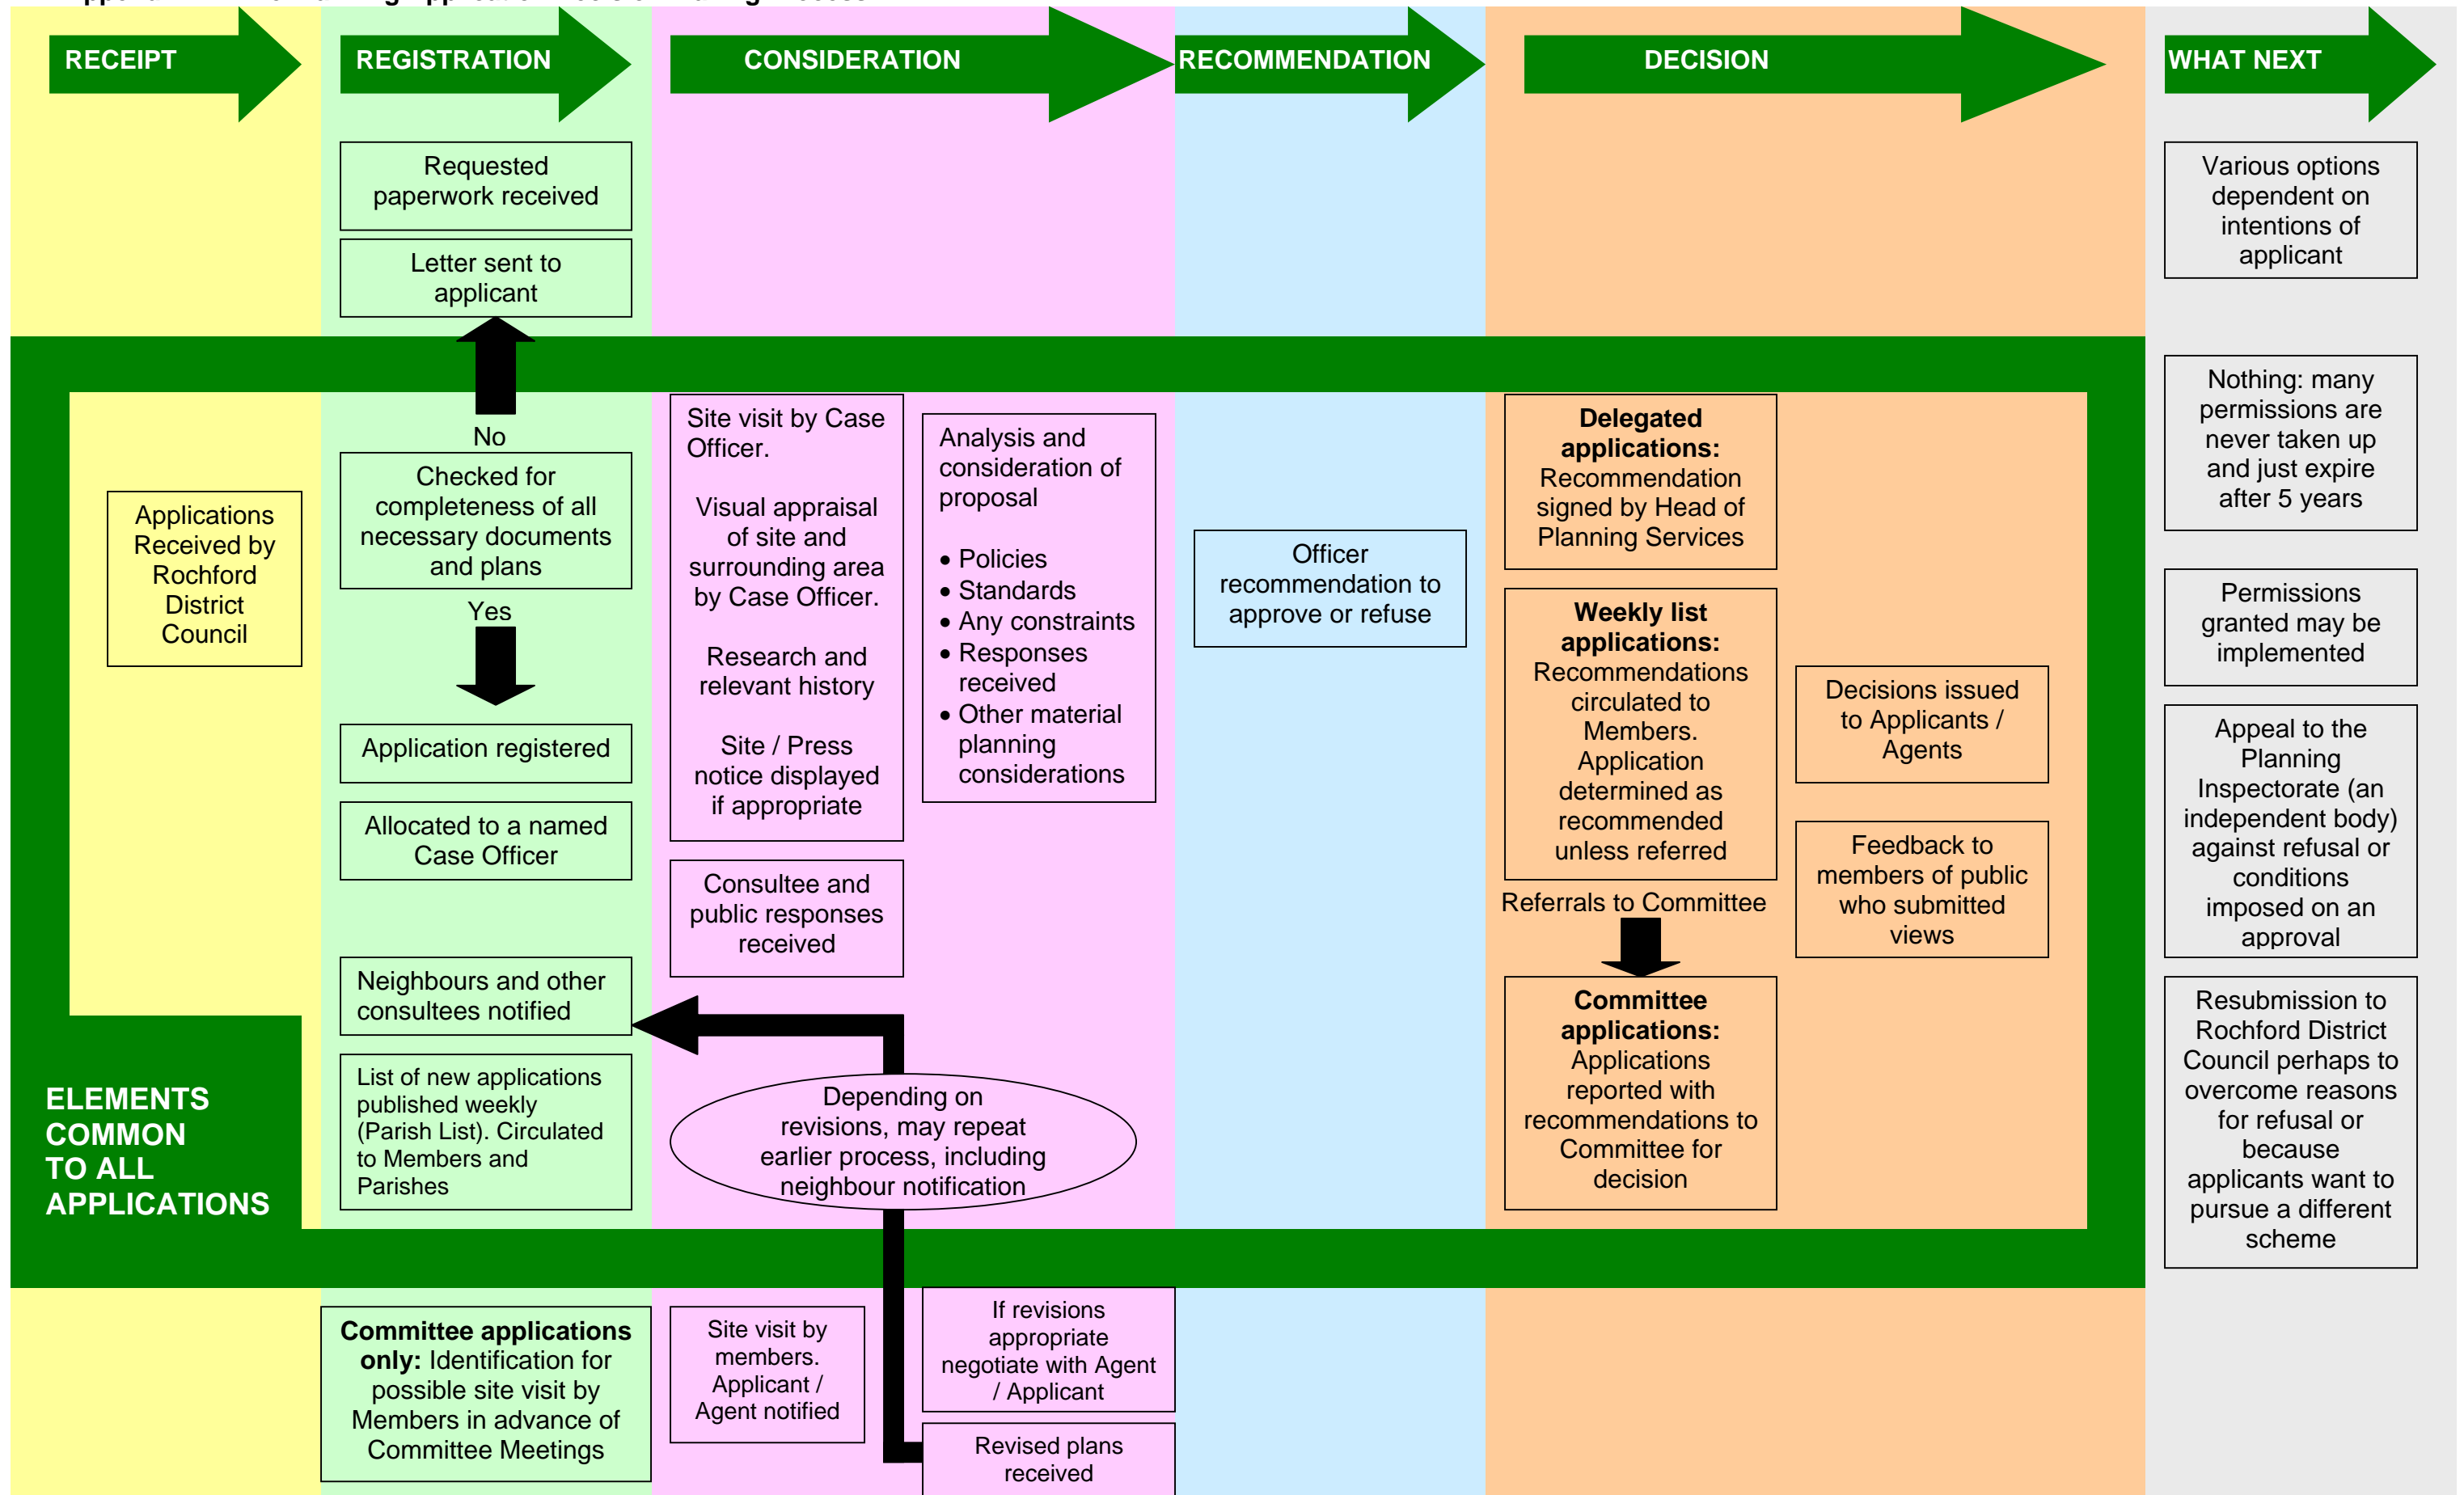 RECEIPT
REGISTRATION
CONSIDERATION
RECOMMENDATION
DECISION
WHAT NEXT
Requested
paperwork received
Letter sent to
applicant
No
Checked for
completeness of all
necessary documents
and plans
Yes
Applications
Received by
Rochford
District
Council
Application registered
Allocated to a named
Case Officer
Neighbours and other
consultees notified
List of new applications
published weekly
(Parish List). Circulated
to Members and
Parishes
ELEMENTS
COMMON
TO ALL
APPLICATIONS
Committee applications
only: Identification for
possible site visit by
Members in advance of
Committee Meetings
Site visit by Case
Officer.
Visual appraisal
of site and
surrounding area
by Case Officer.
Research and
relevant history
Site / Press
notice displayed
if appropriate
Consultee and
public responses
received
Analysis and
consideration of
proposal
• Policies
• Standards
• Any constraints
• Responses
received
• Other material
planning
considerations
Depending on
revisions, may repeat
earlier process, including
neighbour notification
Site visit by
members.
Applicant /
Agent notified
If revisions
appropriate
negotiate with Agent
/ Applicant
Revised plans
received
Officer
recommendation to
approve or refuse
Delegated
applications:
Recommendation
signed by Head of
Planning Services
Weekly list
applications:
Recommendations
circulated to
Members.
Application
determined as
recommended
unless referred
Referrals to Committee
Committee
applications:
Applications
reported with
recommendations to
Committee for
decision
Decisions issued
to Applicants /
Agents
Feedback to
members of public
who submitted
views
Various options
dependent on
intentions of
applicant
Nothing: many
permissions are
never taken up
and just expire
after 5 years
Permissions
granted may be
implemented
Appeal to the
Planning
Inspectorate (an
independent body)
against refusal or
conditions
imposed on an
approval
Resubmission to
Rochford District
Council perhaps to
overcome reasons
for refusal or
because
applicants want to
pursue a different
scheme